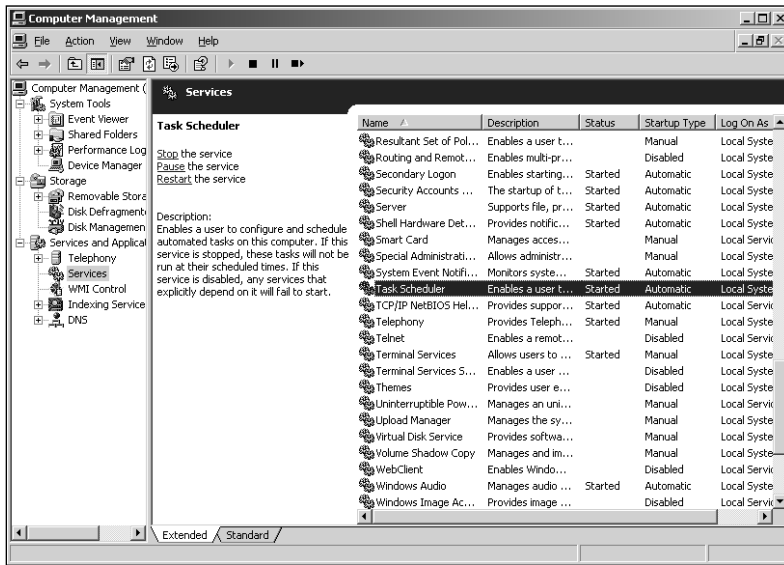 Computer Management
File Action View Window Help
Computer Management (
System Tools
Event Viewer
Shared Folders
Performance Log
Device Manager
Storage
Removable Stora
Disk Defragment
Disk Managemen
Services and Applicat
Telephony
Services
WMI Control
Indexing Service
DNS
Services
Task Scheduler
Stop the service
Pause the service
Restart the service
Description:
Enables a user to configure and schedule
automated tasks on this computer. If this
service is stopped, these tasks will not be
run at their scheduled times. If this
service is disabled, any services that
explicitly depend on it will fail to start.
Name Description Status Startup Type Log On As
Resultant Set of Pol... Enables a user t... Manual Local Syste
Routing and Remot... Enables multi-pr... Disabled Local Syste
Secondary Logon Enables starting... Started Automatic Local Syste
Security Accounts ... The startup of t... Started Automatic Local Syste
Server Supports file, pr... Started Automatic Local Syste
Shell Hardware Det... Provides notific... Started Automatic Local Syste
Smart Card Manages acces... Manual Local Servic
Special Administrati... Allows administr... Manual Local Syste
System Event Notifi... Monitors syste... Started Automatic Local Syste
Task Scheduler Enables a user t... Started Automatic Local Syste
TCP/IP NetBIOS Hel... Provides suppor... Started Automatic Local Servic
Telephony Provides Teleph... Started Manual Local Syste
Telnet Enables a remot... Disabled Local Servic
Terminal Services Allows users to ... Started Manual Local Syste
Terminal Services S... Enables a user ... Disabled Local Syste
Themes Provides user e... Disabled Local Syste
Uninterruptible Pow... Manages an uni... Manual Local Servic
Upload Manager Manages the sy... Manual Local Syste
Virtual Disk Service Provides softwa... Manual Local Syste
Volume Shadow Copy Manages and im... Manual Local Syste
WebClient Enables Windo... Disabled Local Servic
Windows Audio Manages audio ... Started Automatic Local Syste
Windows Image Ac... Provides image ... Disabled Local Servic
Extended Standard